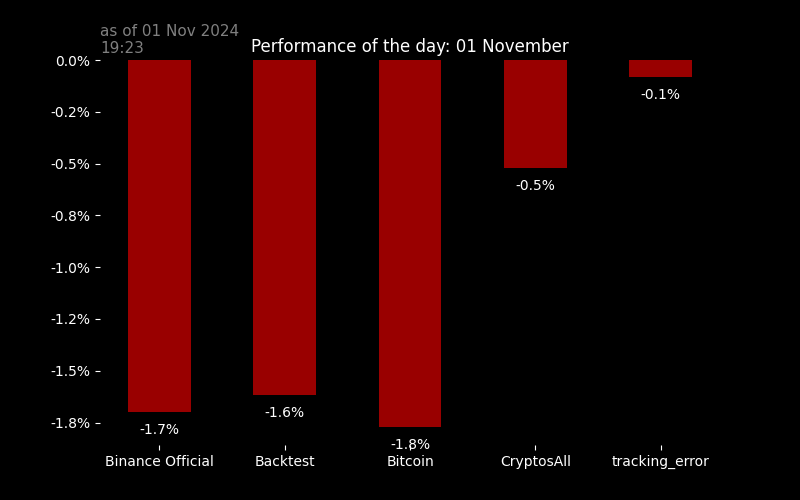 as of 01 Nov 2024
19:23
Performance of the day: 01 November
0.0%
-0.2%
-0.5%
-0.8%
-1.0%
-1.2%
-1.5%
-1.8%
-1.7%
-1.6%
-1.8%
-0.5%
-0.1%
Binance Official
Backtest
Bitcoin
CryptosAll
tracking_error